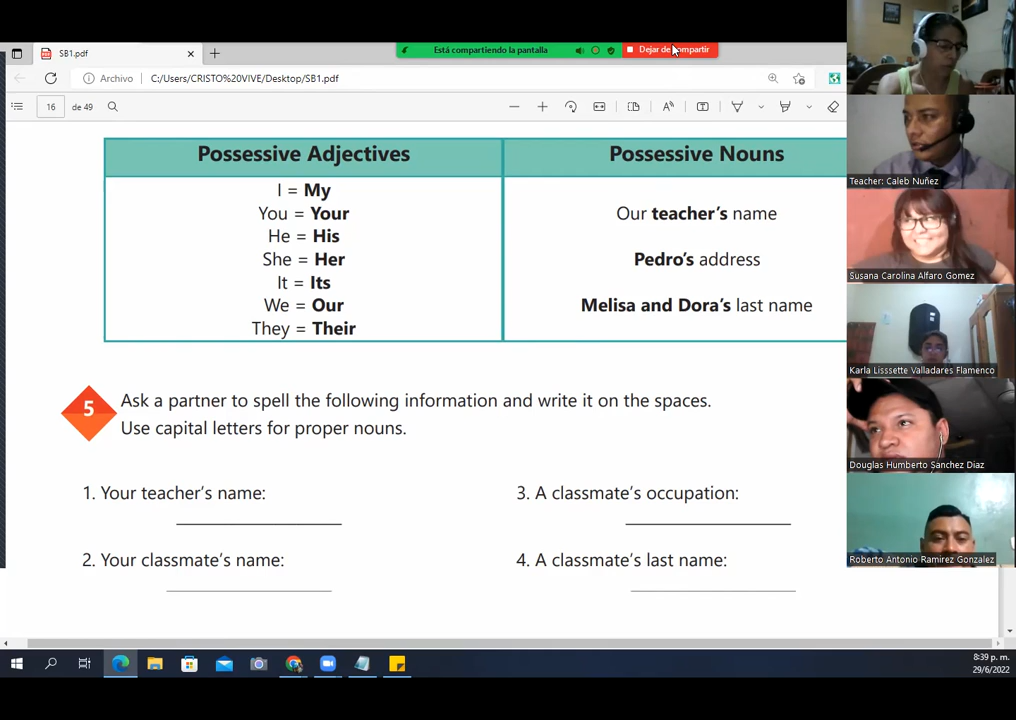 SB1.pdf
Está compartiendo la pantalla
Dejar de compartir
Archivo
C:/Users/CRISTO%20VIVE/Desktop/SB1.pdf
16
de 49
Possessive Adjectives
Possessive Nouns
I = My
You = Your
He = His
She = Her
It = Its
We = Our
They = Their
Our teacher's name
Pedro's address
Melisa and Dora's last name
5
Ask a partner to spell the following information and write it on the spaces.
Use capital letters for proper nouns.
1. Your teacher's name:
2. Your classmate's name:
3. A classmate's occupation:
4. A classmate's last name:
Teacher: Caleb Nuñez
Susana Carolina Alfaro Gomez
Karla Lisssette Valladares Flamenco
Douglas Humberto Sanchez Diaz
Roberto Antonio Ramirez Gonzalez
8:39 p. m.
29/6/2022